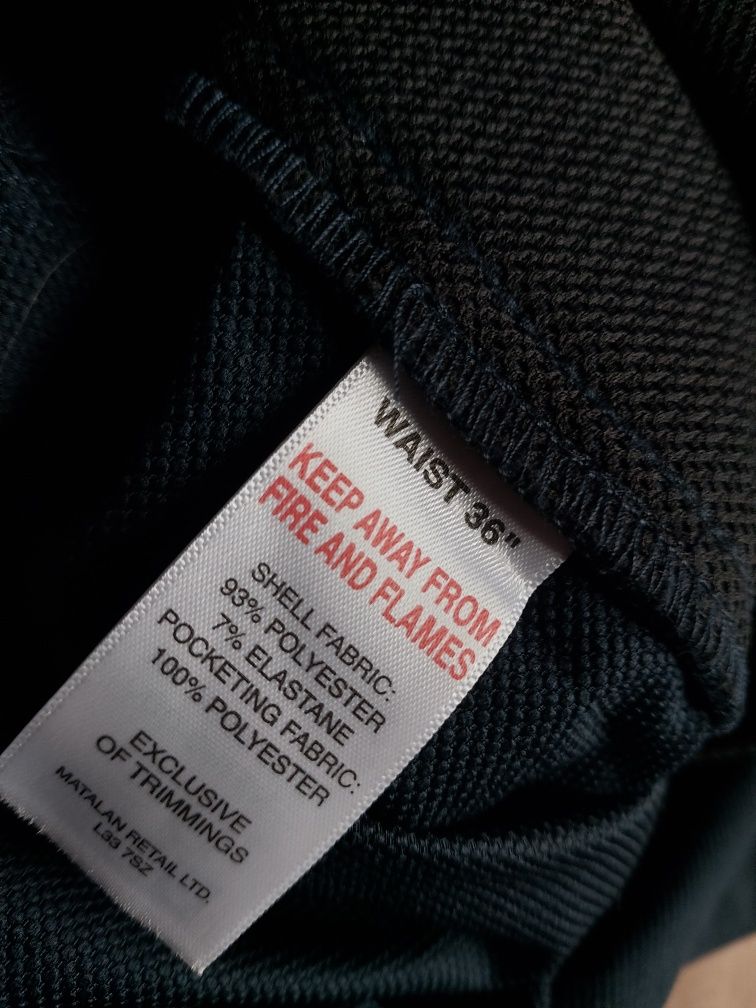 WAIST 36"
KEEP AWAY FROM
FIRE AND FLAMES
SHELL FABRIC:
93% POLYESTER
7% ELASTANE
POCKETING FABRIC:
100% POLYESTER
EXCLUSIVE
OF TRIMMINGS
MATALAN RETAIL LTD.
L33 7SZ